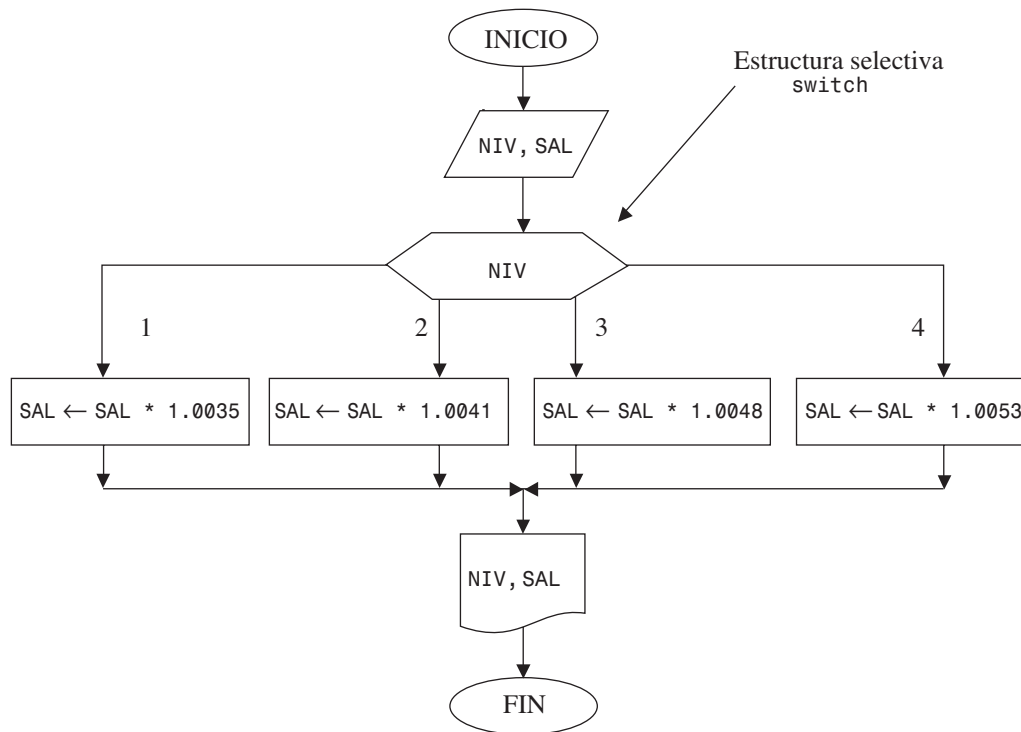 INICIO
Estructura selectiva
switch
NIV, SAL
NIV
1
2
3
4
SAL ← SAL * 1.0035
SAL ← SAL * 1.0041
SAL ← SAL * 1.0048
SAL ← SAL * 1.0053
NIV, SAL
FIN